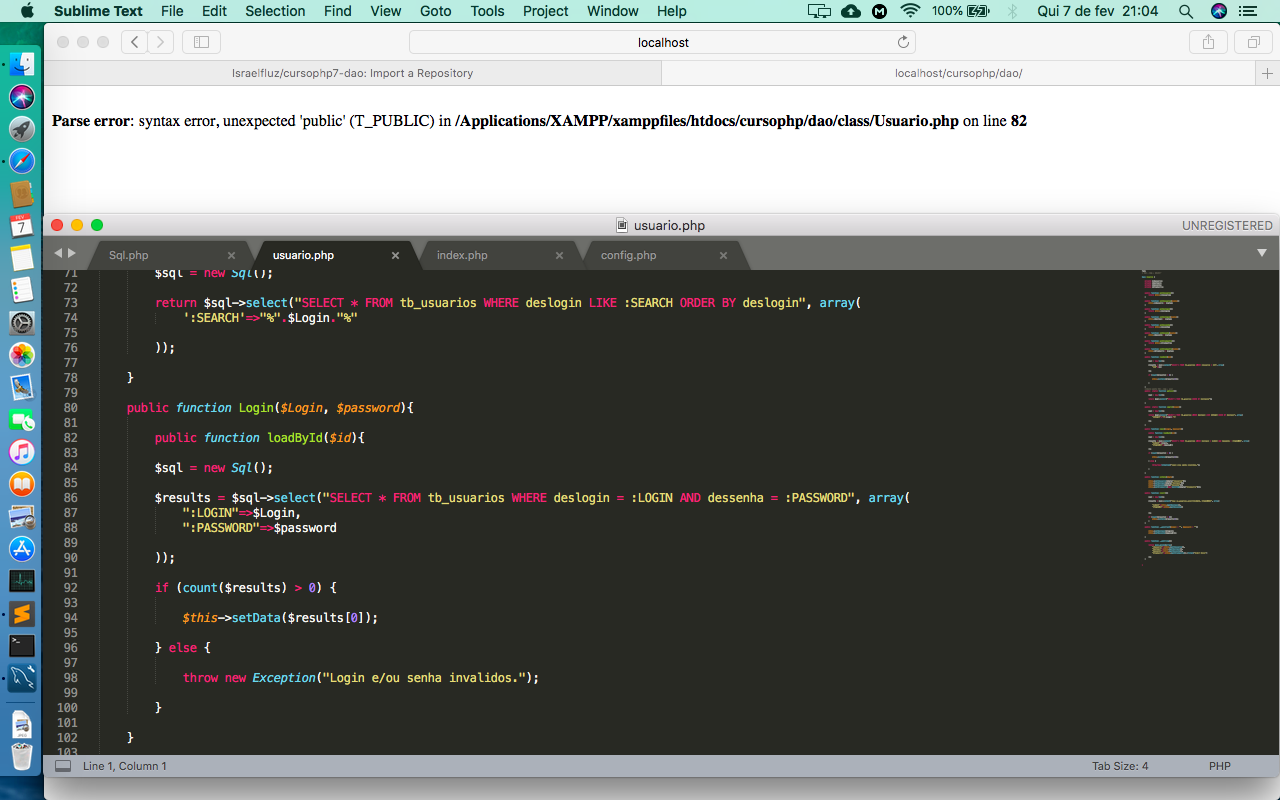 Sublime Text File Edit Selection Find View Goto Tools Project Window Help 100% Qui 7 de fev 21:04
localhost
Israelfluz/cursophp7-dao: Import a Repository localhost/cursophp/dao/
Parse error: syntax error, unexpected 'public' (T_PUBLIC) in /Applications/XAMPP/xamppfiles/htdocs/cursophp/dao/class/Usuario.php on line 82
usuario.php UNREGISTERED
Sql.php usuario.php index.php config.php
71 $sql = new Sql();
72
73 return $sql->select("SELECT * FROM tb_usuarios WHERE deslogin LIKE :SEARCH ORDER BY deslogin", array(
74 ':SEARCH'=>"%".$Login."%"
75
76 ));
77
78 }
79
80 public function Login($Login, $password){
81
82 public function loadById($id){
83
84 $sql = new Sql();
85
86 $results = $sql->select("SELECT * FROM tb_usuarios WHERE deslogin = :LOGIN AND dessenha = :PASSWORD", array(
87 ":LOGIN"=>$Login,
88 ":PASSWORD"=>$password
89
90 ));
91
92 if (count($results) > 0) {
93
94 $this->setData($results[0]);
95
96 } else {
97
98 throw new Exception("Login e/ou senha invalidos.");
99
100 }
101
102 }
103
Line 1, Column 1 Tab Size: 4 PHP